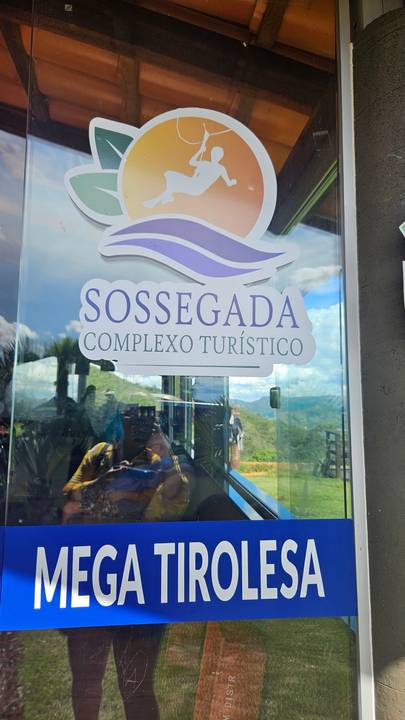 SOSSEGADA
COMPLEXO TURÍSTICO
MEGA TIROLESA